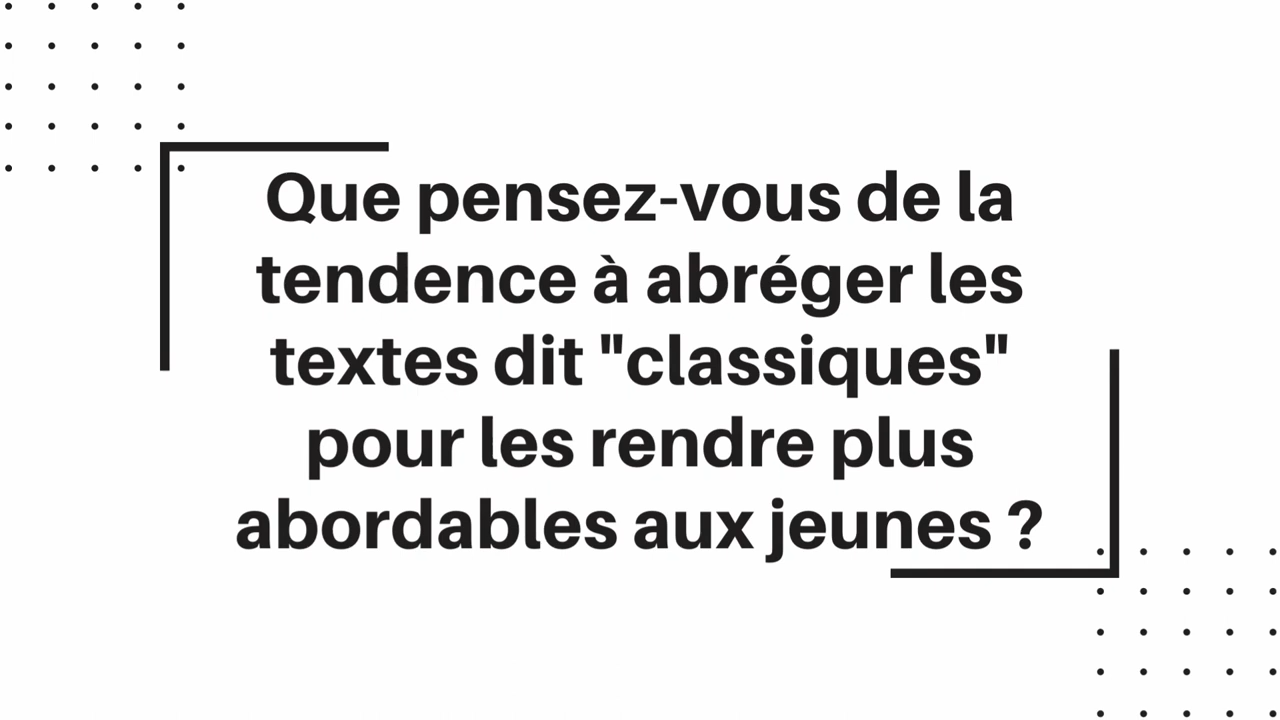 Que pensez-vous de la
tendence à abréger les
textes dit "classiques"
pour les rendre plus
abordables aux jeunes ?